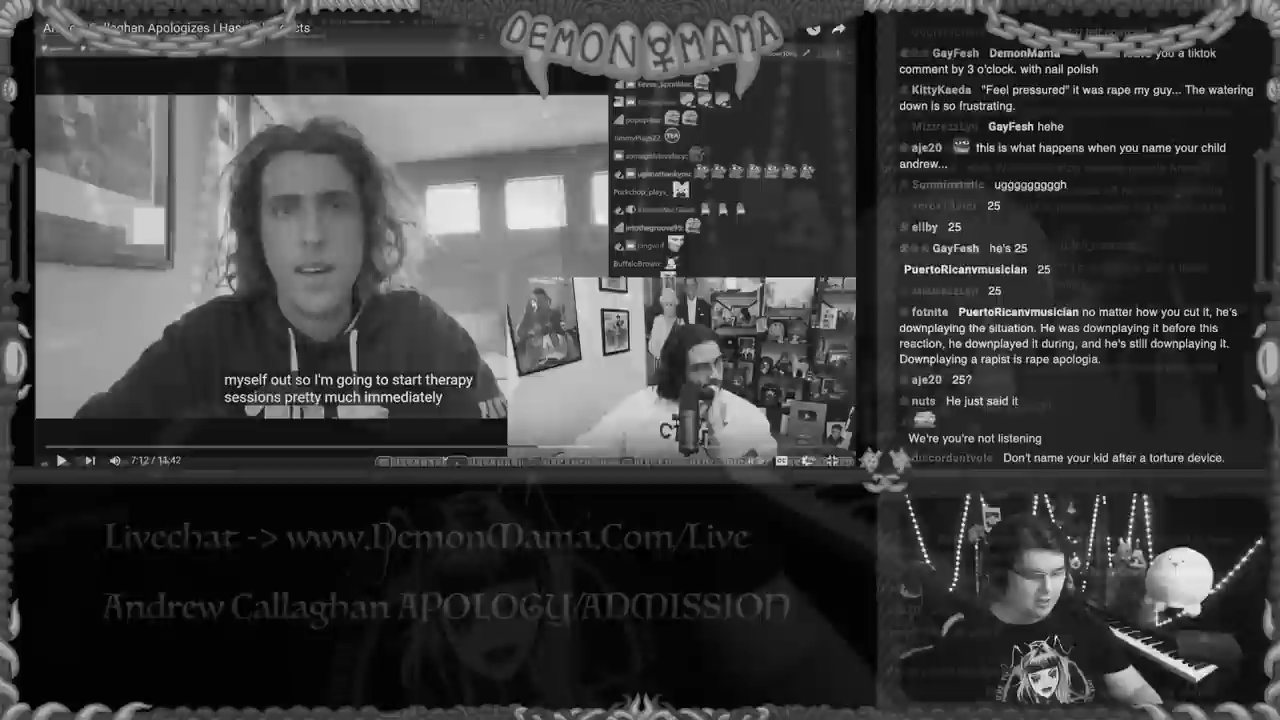 DEMON MAMA
Callaghan Apologizes | Has
myself out so I'm going to start therapy
sessions pretty much immediately
7:12 / 11:42
Livechat -> www.DemonMama.Com/Live
Andrew Callaghan APOLOGY/ADMISSION
GayFesh DemonMama you a tiktok
comment by 3 o'clock. with nail polish
KittyKaeda "Feel pressured" it was rape my guy... The watering
down is so frustrating.
GayFesh hehe
aje20 this is what happens when you name your child
andrew...
uggggggggh
25
ellby 25
GayFesh he's 25
PuertoRicanvmusician 25
25
fotnite PuertoRicanvmusician no matter how you cut it, he's
downplaying the situation. He was downplaying it before this
reaction, he downplayed it during, and he's still downplaying it.
Downplaying a rapist is rape apologia.
aje20 25?
nuts He just said it
We're you're not listening
Don't name your kid after a torture device.